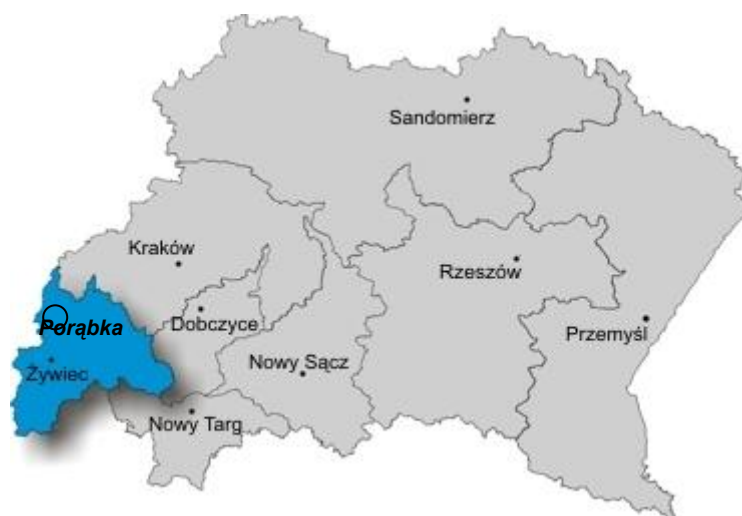 Sandomierz
Kraków
Rzeszów
Porąbka
Dobczyce
Przemyśl
Nowy Sącz
Żywiec
Nowy Targ